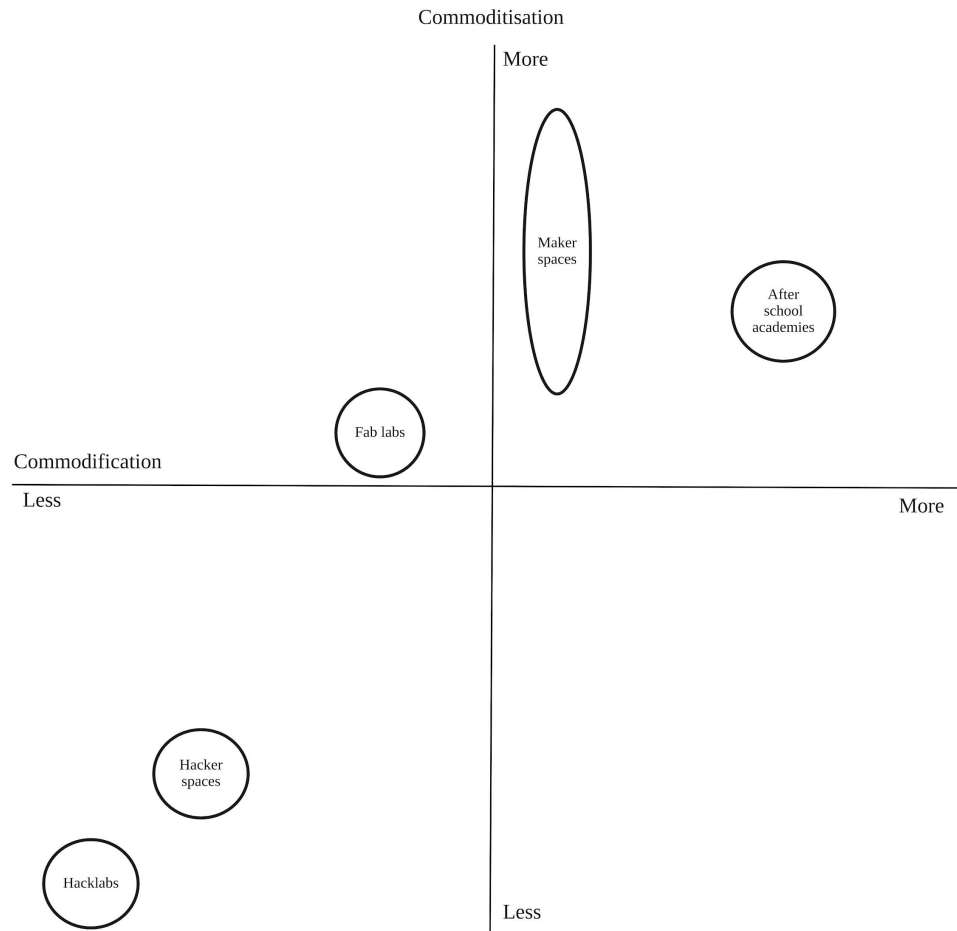 Commoditisation
More
Maker
spaces
After
school
academies
Fab labs
Commodification
Less
More
Hacker
spaces
Hacklabs
Less